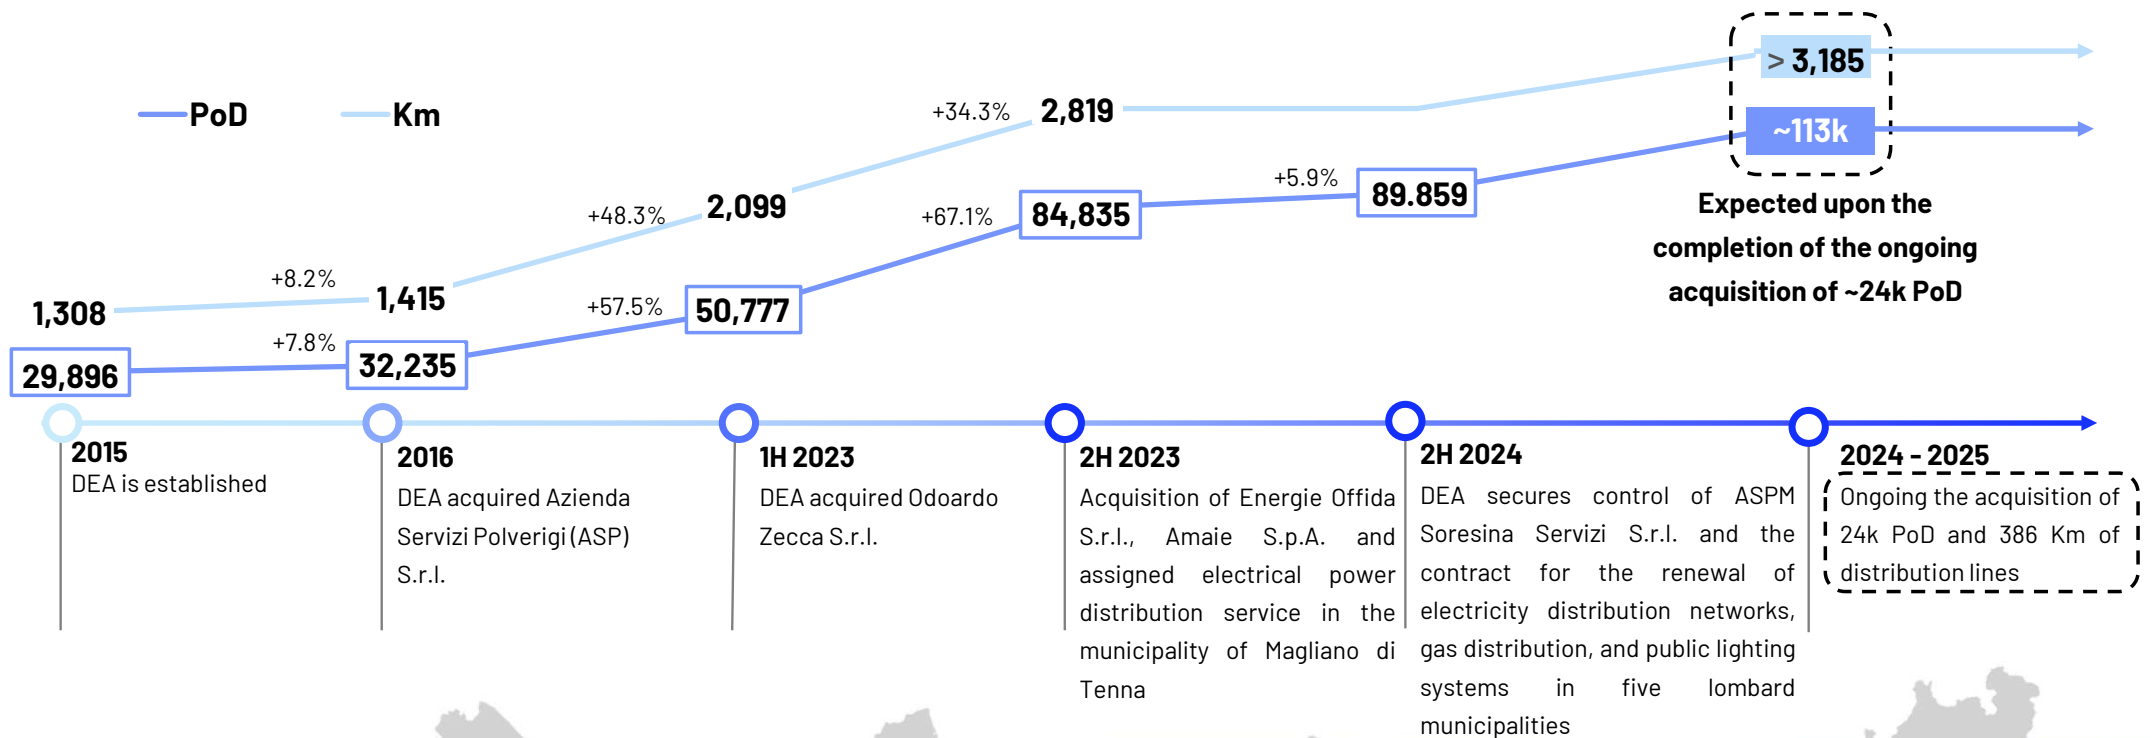 PoD
Km
1,308
+8.2%
1,415
+48.3%
2,099
+34.3%
2,819
> 3,185
29,896
+7.8%
32,235
+57.5%
50,777
+67.1%
84,835
+5.9%
89.859
~113k
Expected upon the
completion of the ongoing
acquisition of ~24k PoD
2015
DEA is established
2016
DEA acquired Azienda
Servizi Polverigi (ASP)
S.r.l.
1H 2023
DEA acquired Odoardo
Zecca S.r.l.
2H 2023
Acquisition of Energie Offida
S.r.l., Amaie S.p.A. and
assigned electrical power
distribution service in the
municipality of Magliano di
Tenna
2H 2024
DEA secures control of ASPM
Soresina Servizi S.r.l. and the
contract for the renewal of
electricity distribution networks,
gas distribution, and public lighting
systems in five lombard
municipalities
2024 - 2025
Ongoing the acquisition of
24k PoD and 386 Km of
distribution lines